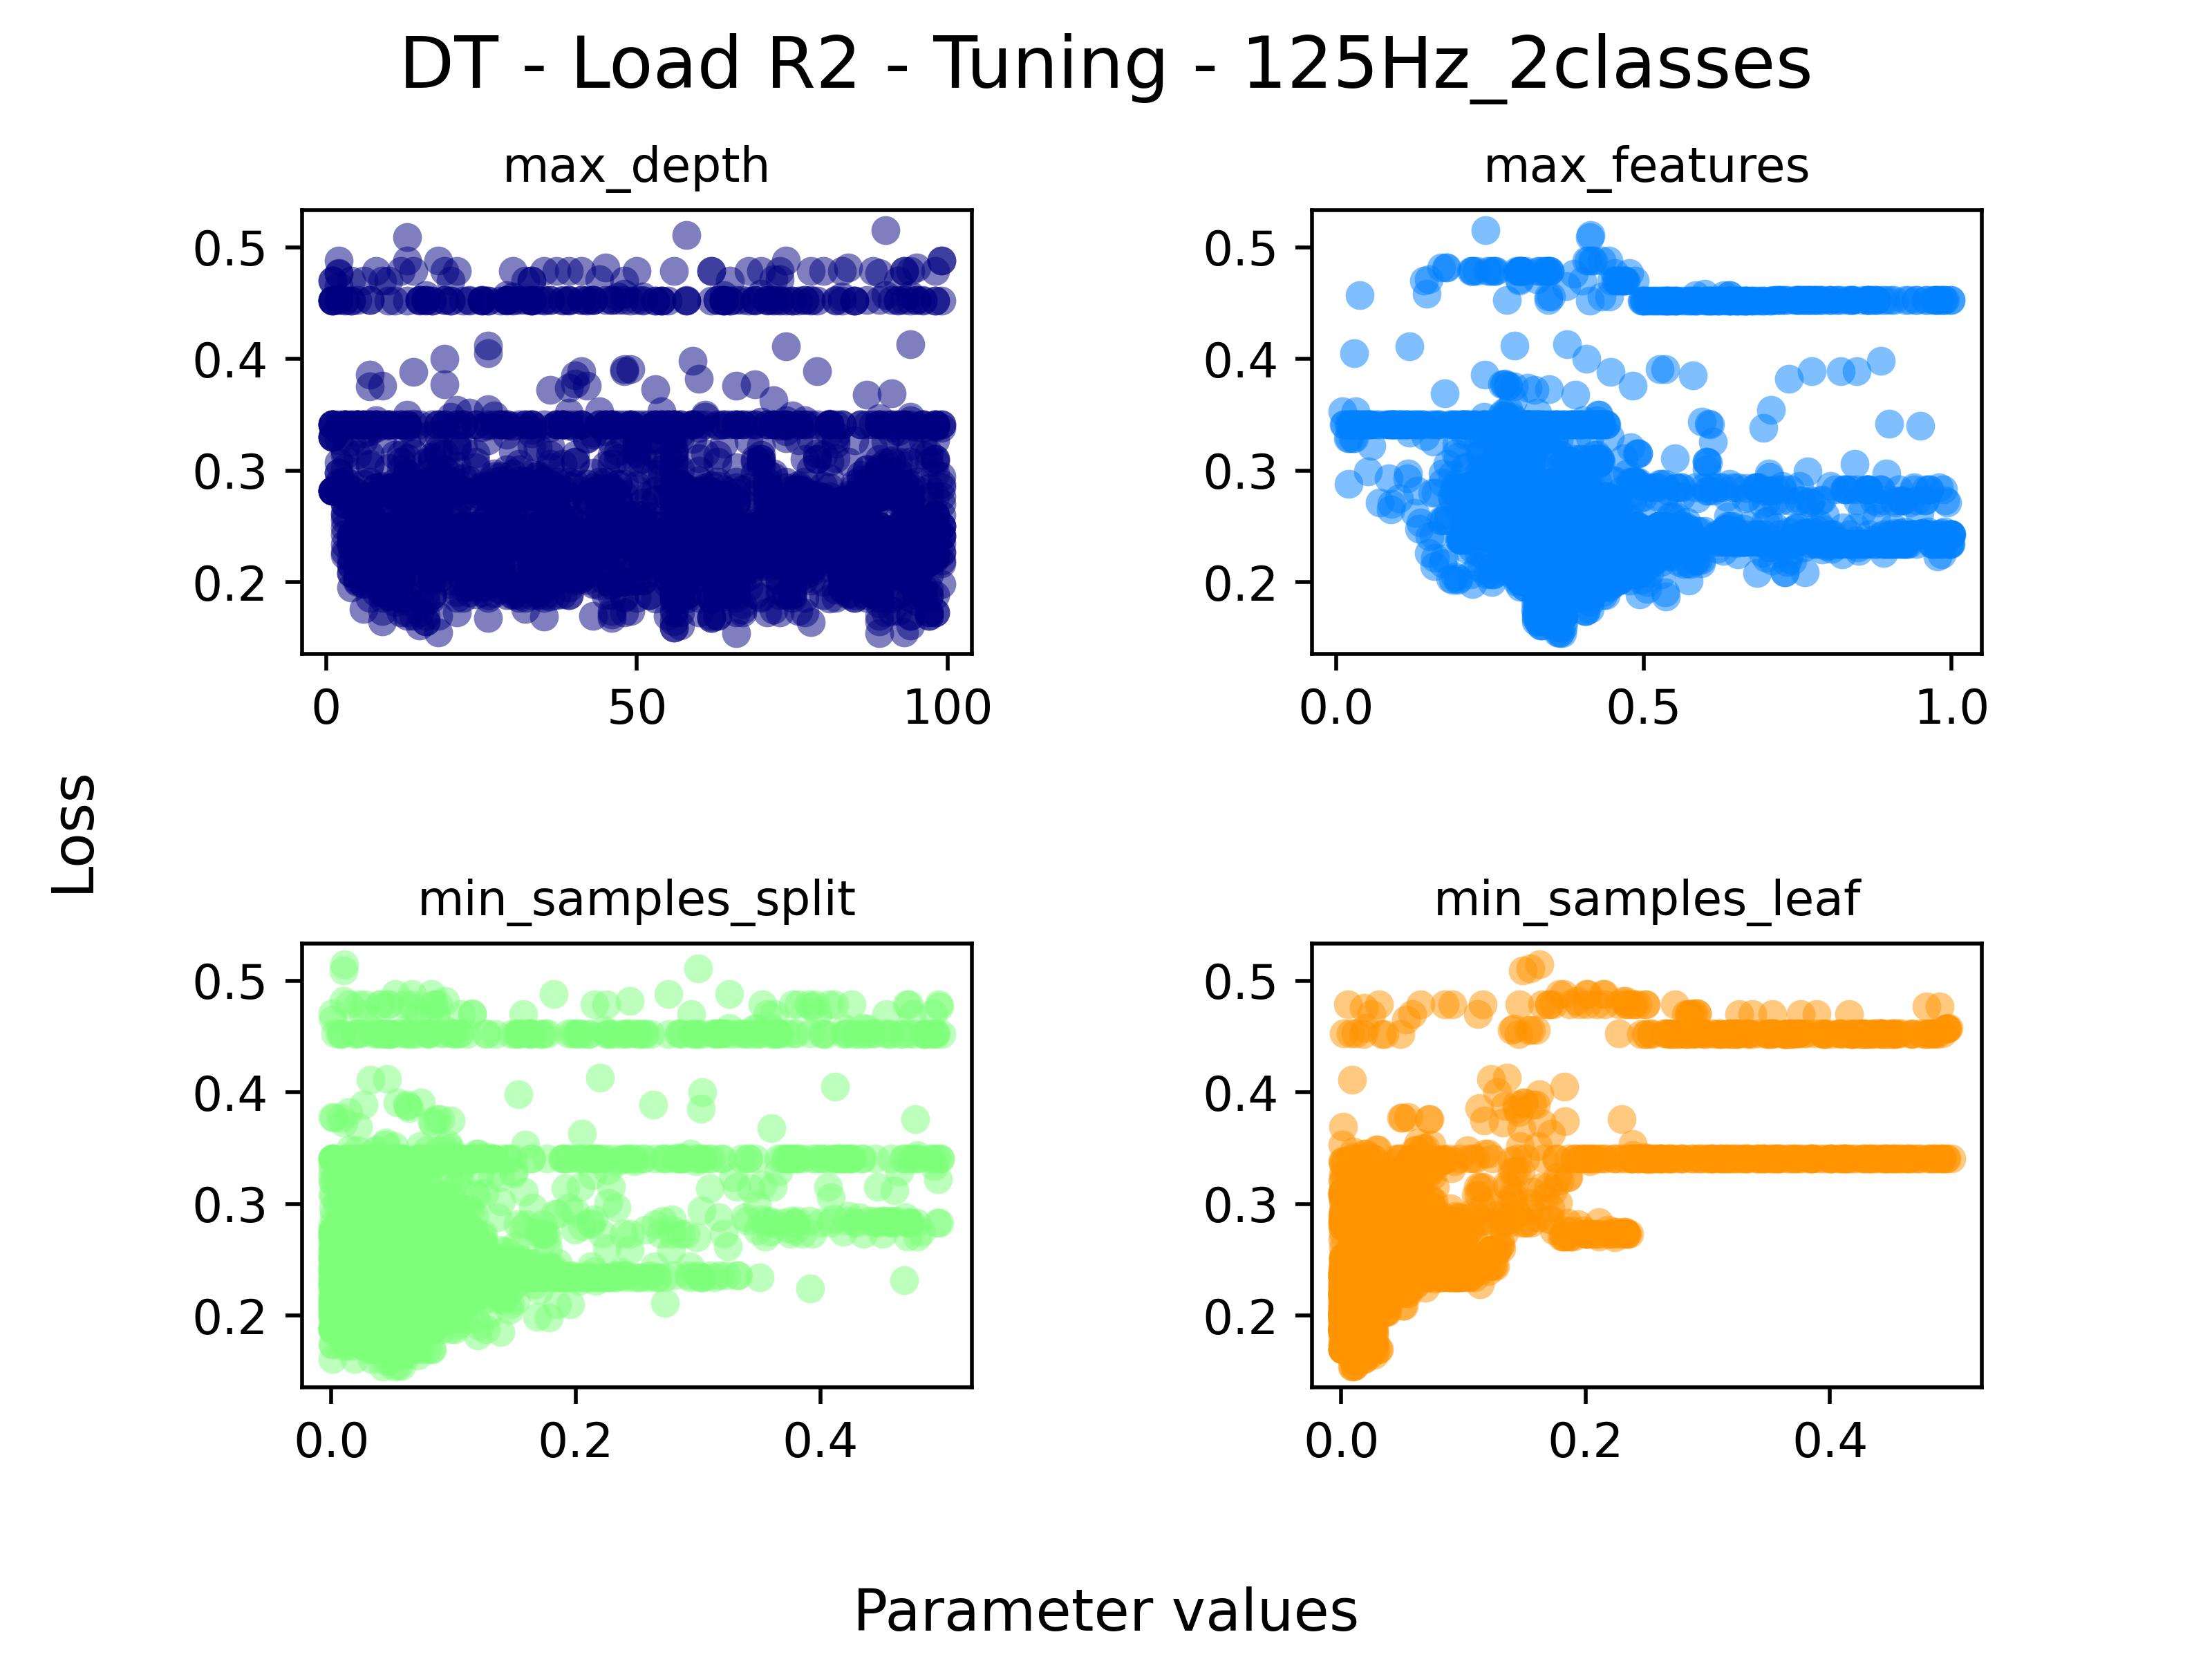 DT - Load R2 - Tuning - 125Hz_2classes
max_depth
max_features
0.5
0.4
0.3
0.2
0 50 100
0.5
0.4
0.3
0.2
0.0 0.5 1.0
Loss
min_samples_split
min_samples_leaf
0.5
0.4
0.3
0.2
0.0 0.2 0.4
0.5
0.4
0.3
0.2
0.0 0.2 0.4
Parameter values